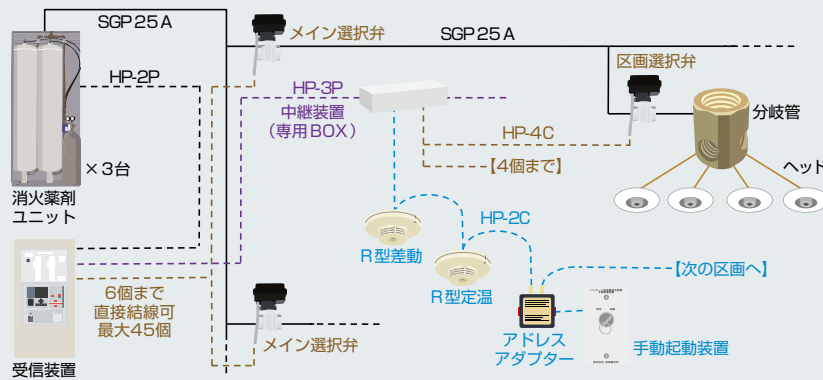 SGP25A
メイン選択弁
SGP25A
区画選択弁
HP-2P
HP-3P
中継装置
（専用BOX）
分岐管
HP-4C
×3台
【4個まで】
ヘッド
消火薬剤
ユニット
HP-2C
R型差動
【次の区画へ】
R型定温
6個まで
直接結線可
最大45個
アドレス
アダプター
手動起動装置
メイン選択弁
受信装置